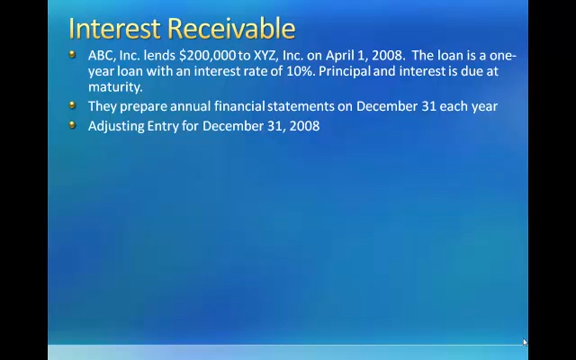 Interest Receivable
ABC, Inc. lends $200,000 to XYZ, Inc. on April 1, 2008. The loan is a one-
year loan with an interest rate of 10%. Principal and interest is due at
maturity.
They prepare annual financial statements on December 31 each year
Adjusting Entry for December 31, 2008